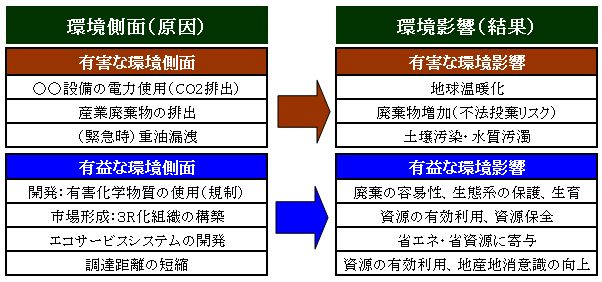 環境側面(原因)
有害な環境側面
○○設備の電力使用(CO2排出)
産業廃棄物の排出
(緊急時)重油漏洩
有益な環境側面
開発:有害化学物質の使用(規制)
市場形成:3R化組織の構築
エコサービスシステムの開発
調達距離の短縮
環境影響(結果)
有害な環境影響
地球温暖化
廃棄物増加(不法投棄リスク)
土壌汚染・水質汚濁
有益な環境影響
廃棄の容易性、生態系の保護、生育
資源の有効利用、資源保全
省エネ・省資源に寄与
資源の有効利用、地産地消意識の向上